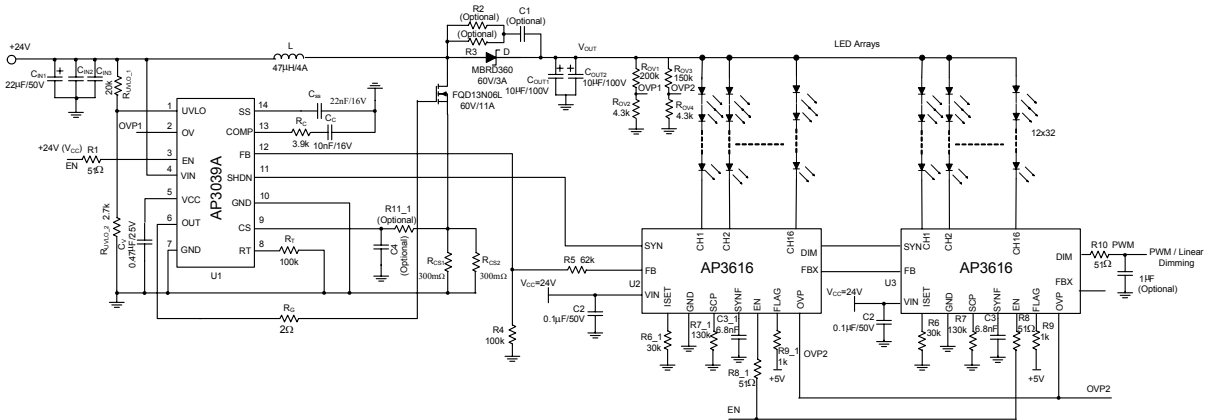 +24V
CIN1
22μF/50V
CIN2
CIN3
20k
RUVLO_1
L
47μH/4A
R2
(Optional)
C1
(Optional)
(Optional)
R3
D
MBRD360
60V/3A
VOUT
COUT1
10μF/100V
COUT2
10μF/100V
ROV1
200k
OVP1
ROV2
4.3k
ROV3
150k
OVP2
ROV4
4.3k
LED Arrays
12x32
FQD13N06L
60V/11A
1 UVLO
2 OV
3 EN
4 VIN
5 VCC
6 OUT
7 GND
14 SS
13 COMP
12 FB
11 SHDN
10 GND
9 CS
8 RT
AP3039A
U1
OVP1
+24V (VCC)
EN
R1
51Ω
RUVLO_2 2.7k
CV
0.47μF/25V
CSS
22nF/16V
RC
3.9k
CC
10nF/16V
R11_1
(Optional)
C4
(Optional)
RT
100k
RCS1
300mΩ
RCS2
300mΩ
RG
2Ω
R5 62k
R4
100k
VCC=24V
C2
0.1μF/50V
CH1
CH2
CH16
SYN
FB
VIN
DIM
FBX
AP3616
U2
ISET
GND
SCP
SYNF
EN
FLAG
OVP
R6_1
30k
R7_1
130k
C3_1
6.8nF
R8_1
51Ω
R9_1
1k
+5V
OVP2
EN
VCC=24V
C2
0.1μF/50V
CH1
CH2
CH16
SYN
FB
VIN
DIM
FBX
AP3616
U3
ISET
GND
SCP
SYNF
EN
FLAG
OVP
R6
30k
R7
130k
C3
6.8nF
R8
51Ω
R9
1k
+5V
OVP2
R10 PWM
51Ω
PWM / Linear
Dimming
1μF
(Optional)